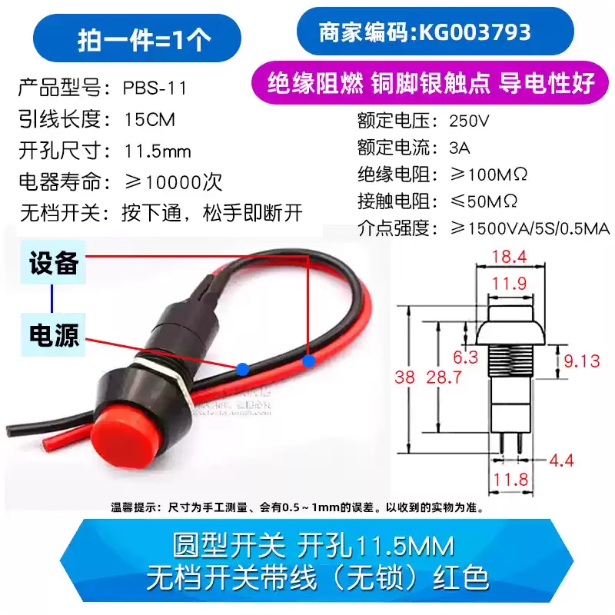 拍一件=1个
商家编码:KG003793
绝缘阻燃 铜脚银触点 导电性好
产品型号: PBS-11
引线长度: 15CM
开孔尺寸: 11.5mm
电器寿命: ≥10000次
无档开关: 按下通，松手即断开
额定电压: 250V
额定电流: 3A
绝缘电阻: ≥100MΩ
接触电阻: ≤50MΩ
介点强度: ≥1500VA/5S/0.5MA
设备
电源
18.4
11.9
6.3
9.13
38
28.7
4.4
11.8
温馨提示: 尺寸为手工测量、会有0.5~1mm的误差。以收到的实物为准。
圆型开关 开孔11.5MM
无档开关带线（无锁）红色